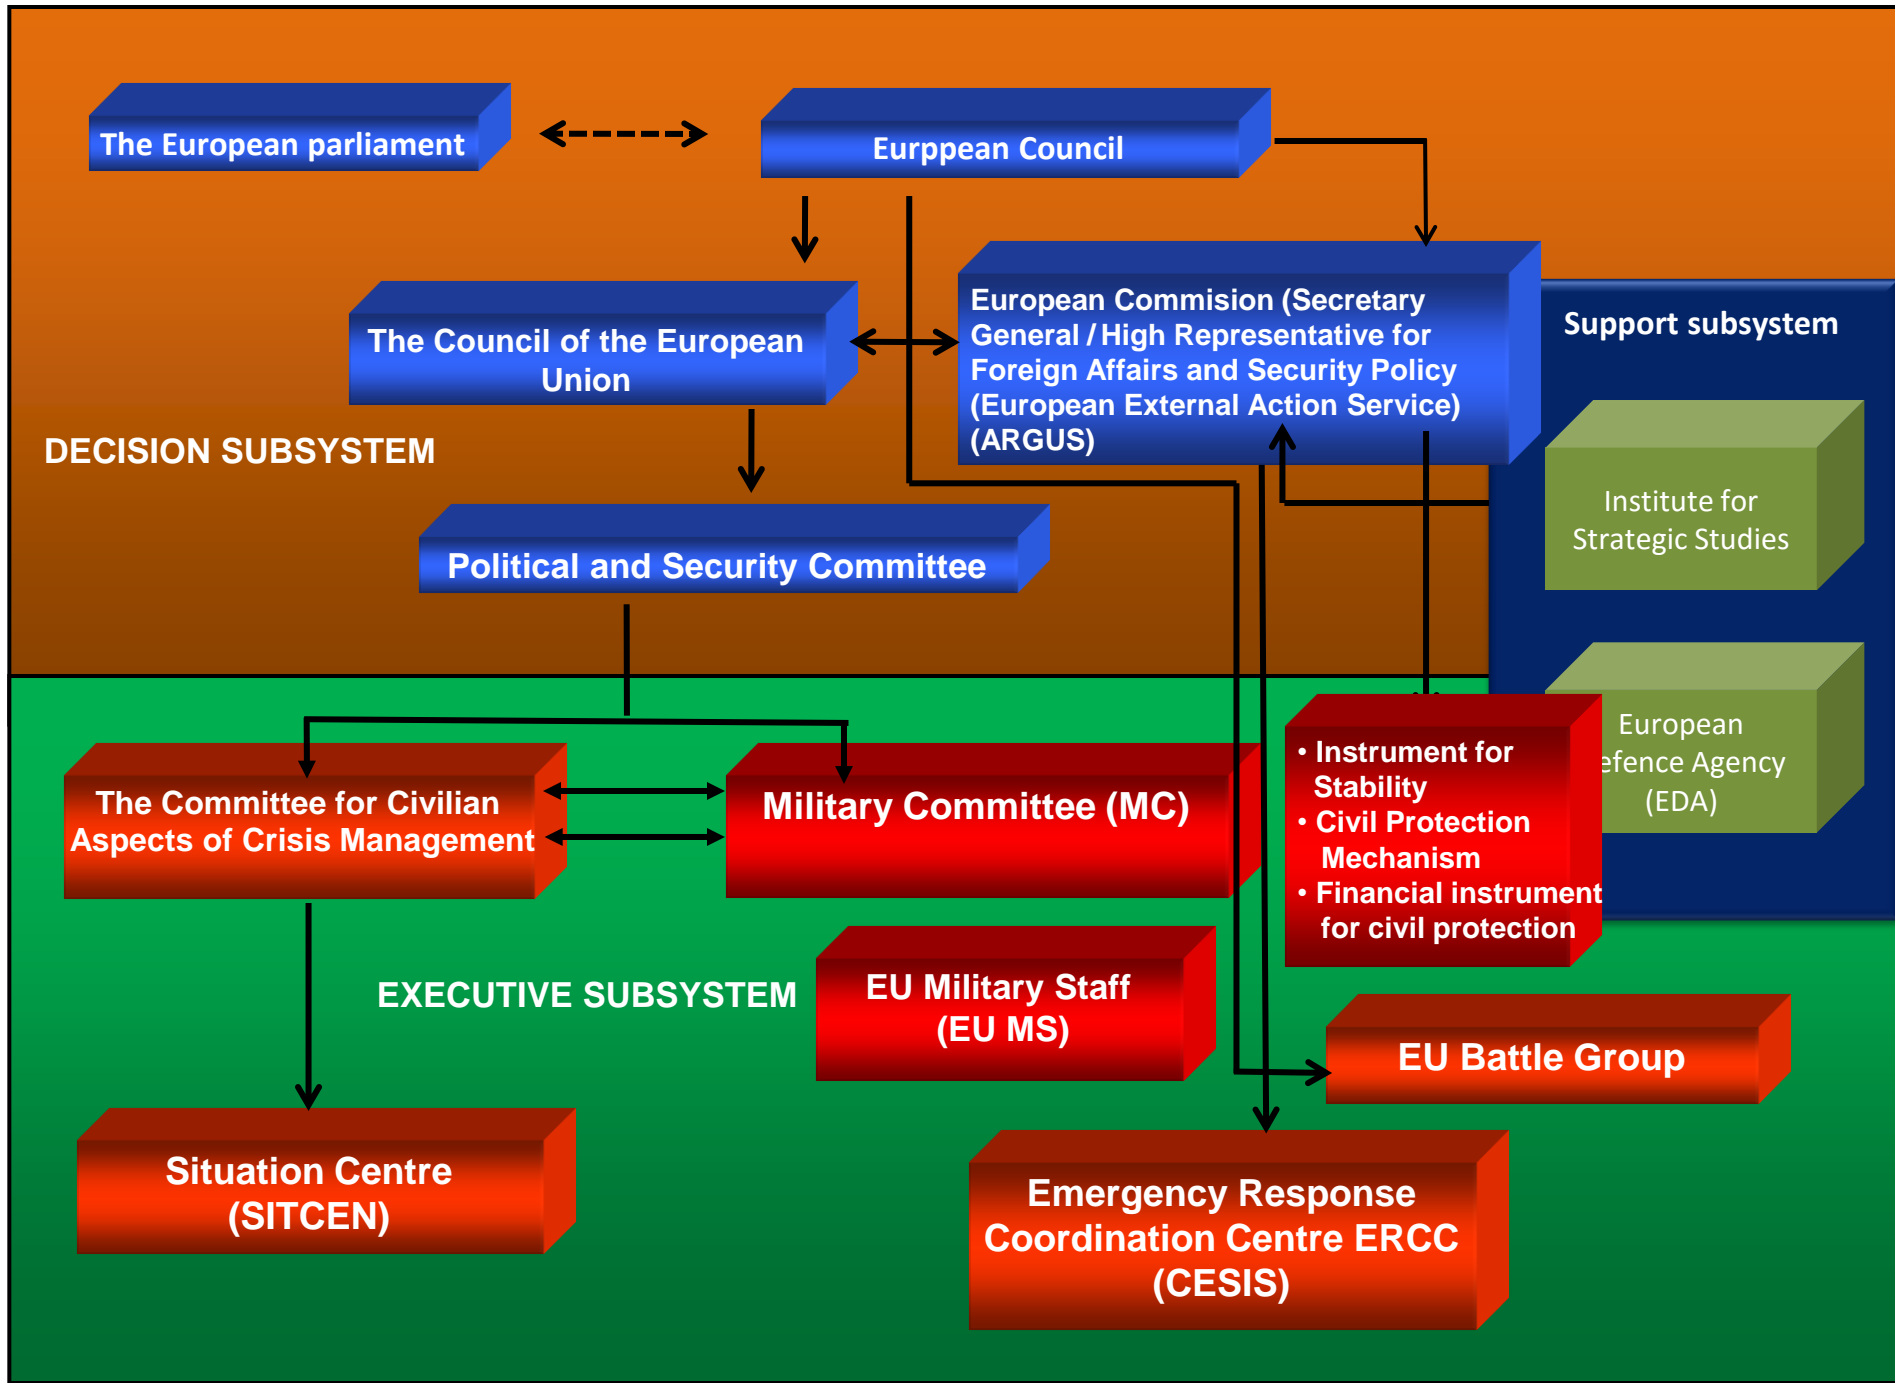 The European parliament
Eurppean Council
European Commision (Secretary
General / High Representative for
Foreign Affairs and Security Policy
(European External Action Service)
(ARGUS)
Support subsystem
The Council of the European
Union
DECISION SUBSYSTEM
Institute for
Strategic Studies
Political and Security Committee
European
efence Agency
(EDA)
• Instrument for
Stability
• Civil Protection
Mechanism
• Financial instrument
for civil protection
The Committee for Civilian
Aspects of Crisis Management
Military Committee (MC)
EXECUTIVE SUBSYSTEM
EU Military Staff
(EU MS)
EU Battle Group
Situation Centre
(SITCEN)
Emergency Response
Coordination Centre ERCC
(CESIS)